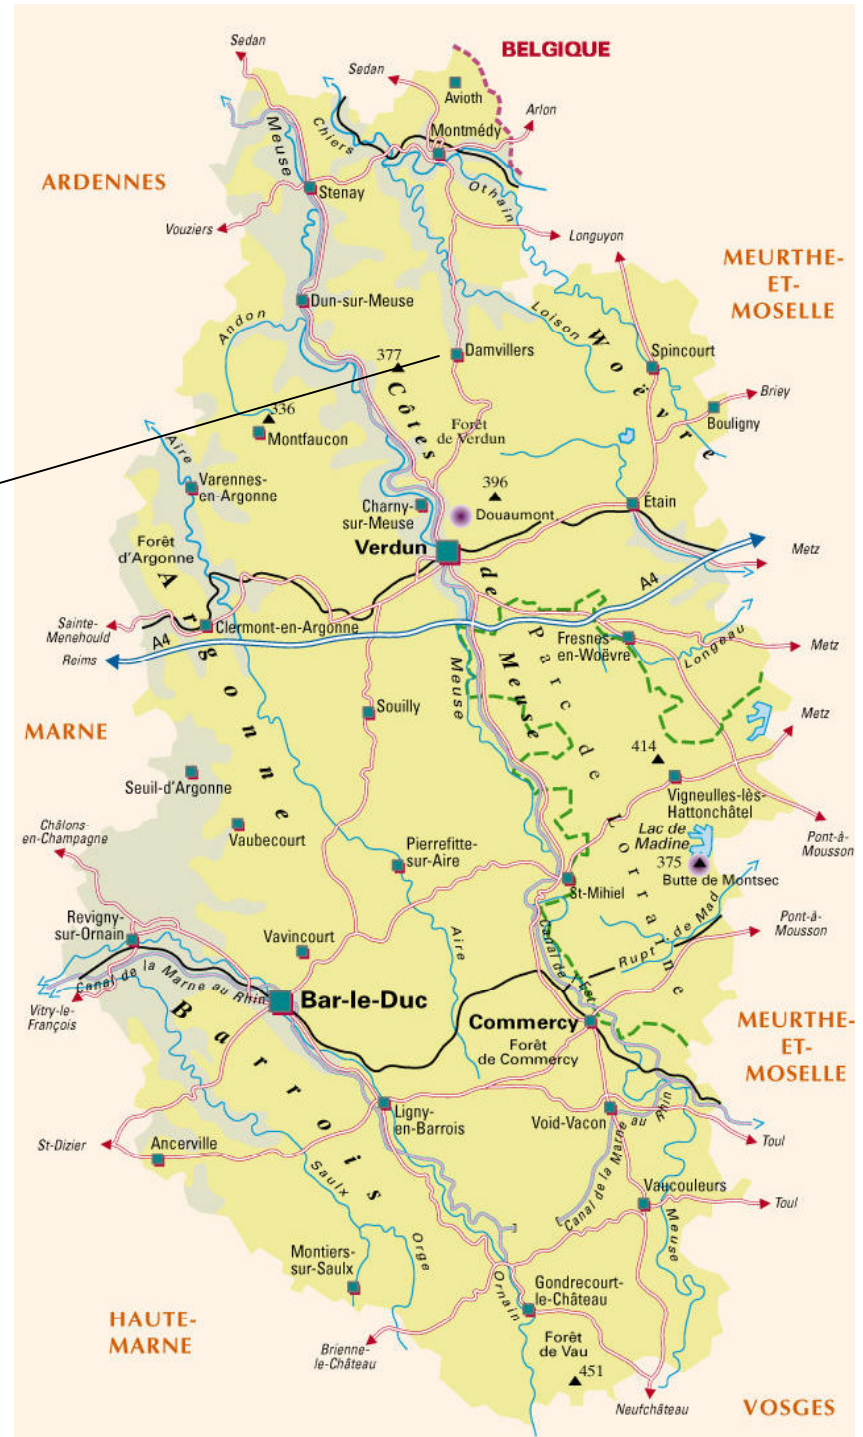 Sedan
BELGIQUE
Sedan
Avioth
Arlon
Chiers
Montmédy
Meuse
ARDENNES
Othain
Stenay
Vouziers
Longuyon
MEURTHE-
ET-
MOSELLE
Dun-sur-Meuse
Andon
Loison
Woëvre
377
Damvillers
Spincourt
Côtes de Meuse
Briey
336
Bouligny
Forêt
de Verdun
Montfaucon
Aire
Varennes-
en-Argonne
396
Charny-
sur-Meuse
Douaumont
Étain
Forêt
d'Argonne
Verdun
Metz
Argonne
A4
Sainte-
Menehould
Clermont-en-Argonne
A4
Parc de Lorraine
Fresnes-
en-Woëvre
Longeau
Metz
Reims
Meuse
Souilly
Metz
MARNE
414
Seuil-d'Argonne
Vigneulles-lès-
Hattonchâtel
Châlons-
en-Champagne
Vaubecourt
Pierrefitte-
sur-Aire
Lac de
Madine
Pont-à-
Mousson
375
Butte de Montsec
St-Mihiel
Revigny-
sur-Ornain
Vavincourt
Aire
Canal de l'Est
Rupt de Mad
Pont-à-
Mousson
Canal de la Marne au Rhin
Vitry-le-
François
Bar-le-Duc
Barrois
Commercy
Forêt
de Commercy
MEURTHE-
ET-
MOSELLE
Ligny-
en-Barrois
Void-Vacon
Canal de la Marne au Rhin
St-Dizier
Ancerville
Toul
Saulx
Vaucouleurs
Toul
Meuse
Montiers-
sur-Saulx
Orge
Ornain
Gondrecourt-
le-Château
HAUTE-
MARNE
Brienne-
le-Château
Forêt
de Vau
451
Neufchâteau
VOSGES